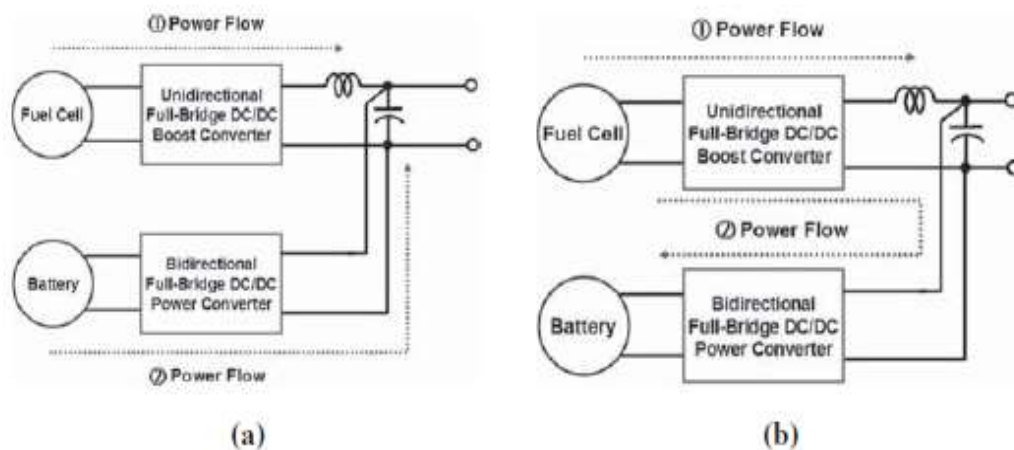 ① Power Flow
Fuel Cell
Unidirectional
Full-Bridge DC/DC
Boost Converter
Battery
Bidirectional
Full-Bridge DC/DC
Power Converter
② Power Flow
(a)
① Power Flow
Fuel Cell
Unidirectional
Full-Bridge DC/DC
Boost Converter
② Power Flow
Battery
Bidirectional
Full-Bridge DC/DC
Power Converter
(b)